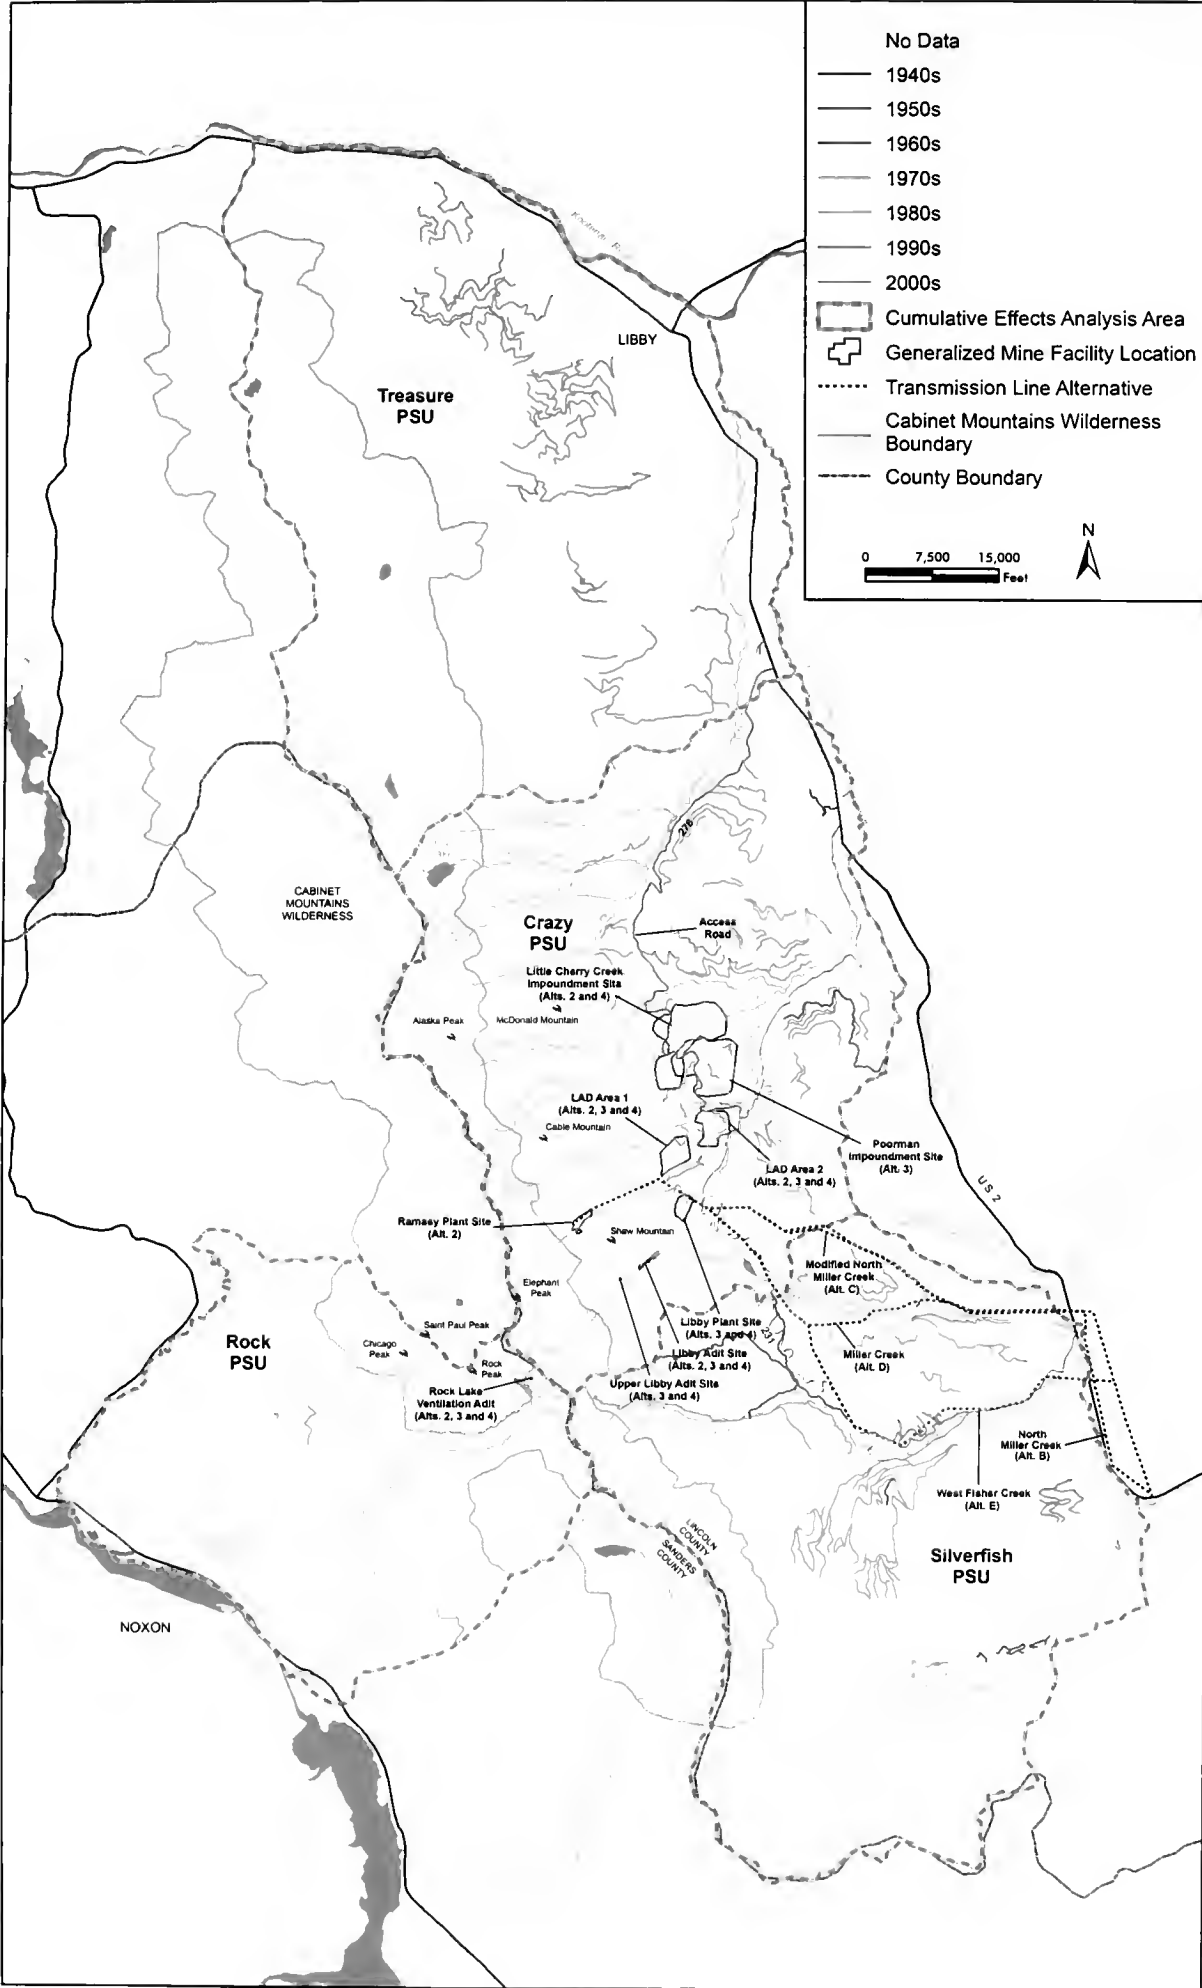 No Data
1940s
1950s
1960s
1970s
1980s
1990s
2000s
Cumulative Effects Analysis Area
Generalized Mine Facility Location
Transmission Line Alternative
Cabinet Mountains Wilderness
Boundary
County Boundary
N
0 7,500 15,000
Feet
Kootenai R.
LIBBY
Treasure
PSU
278
CABINET
MOUNTAINS
WILDERNESS
Crazy
PSU
Access
Road
Little Cherry Creek
Impoundment Site
(Alts. 2 and 4)
Alaska Peak
McDonald Mountain
LAD Area 1
(Alts. 2, 3 and 4)
Cable Mountain
Poorman
Impoundment Site
(Alt. 3)
LAD Area 2
(Alts. 2, 3 and 4)
US 2
Ramsey Plant Site
(Alt. 2)
Shaw Mountain
Modified North
Miller Creek
(Alt. C)
Elephant
Peak
Saint Paul Peak
Rock
PSU
Chicago
Peak
Rock
Peak
Libby Plant Site
(Alts. 3 and 4)
231
Libby Adit Site
(Alts. 2, 3 and 4)
Miller Creek
(Alt. D)
Upper Libby Adit Site
(Alts. 3 and 4)
Rock Lake
Ventilation Adit
(Alts. 2, 3 and 4)
North
Miller Creek
(Alt. B)
West Fisher Creek
(Alt. E)
LINCOLN
COUNTY
SANDERS
COUNTY
Silverfish
PSU
NOXON